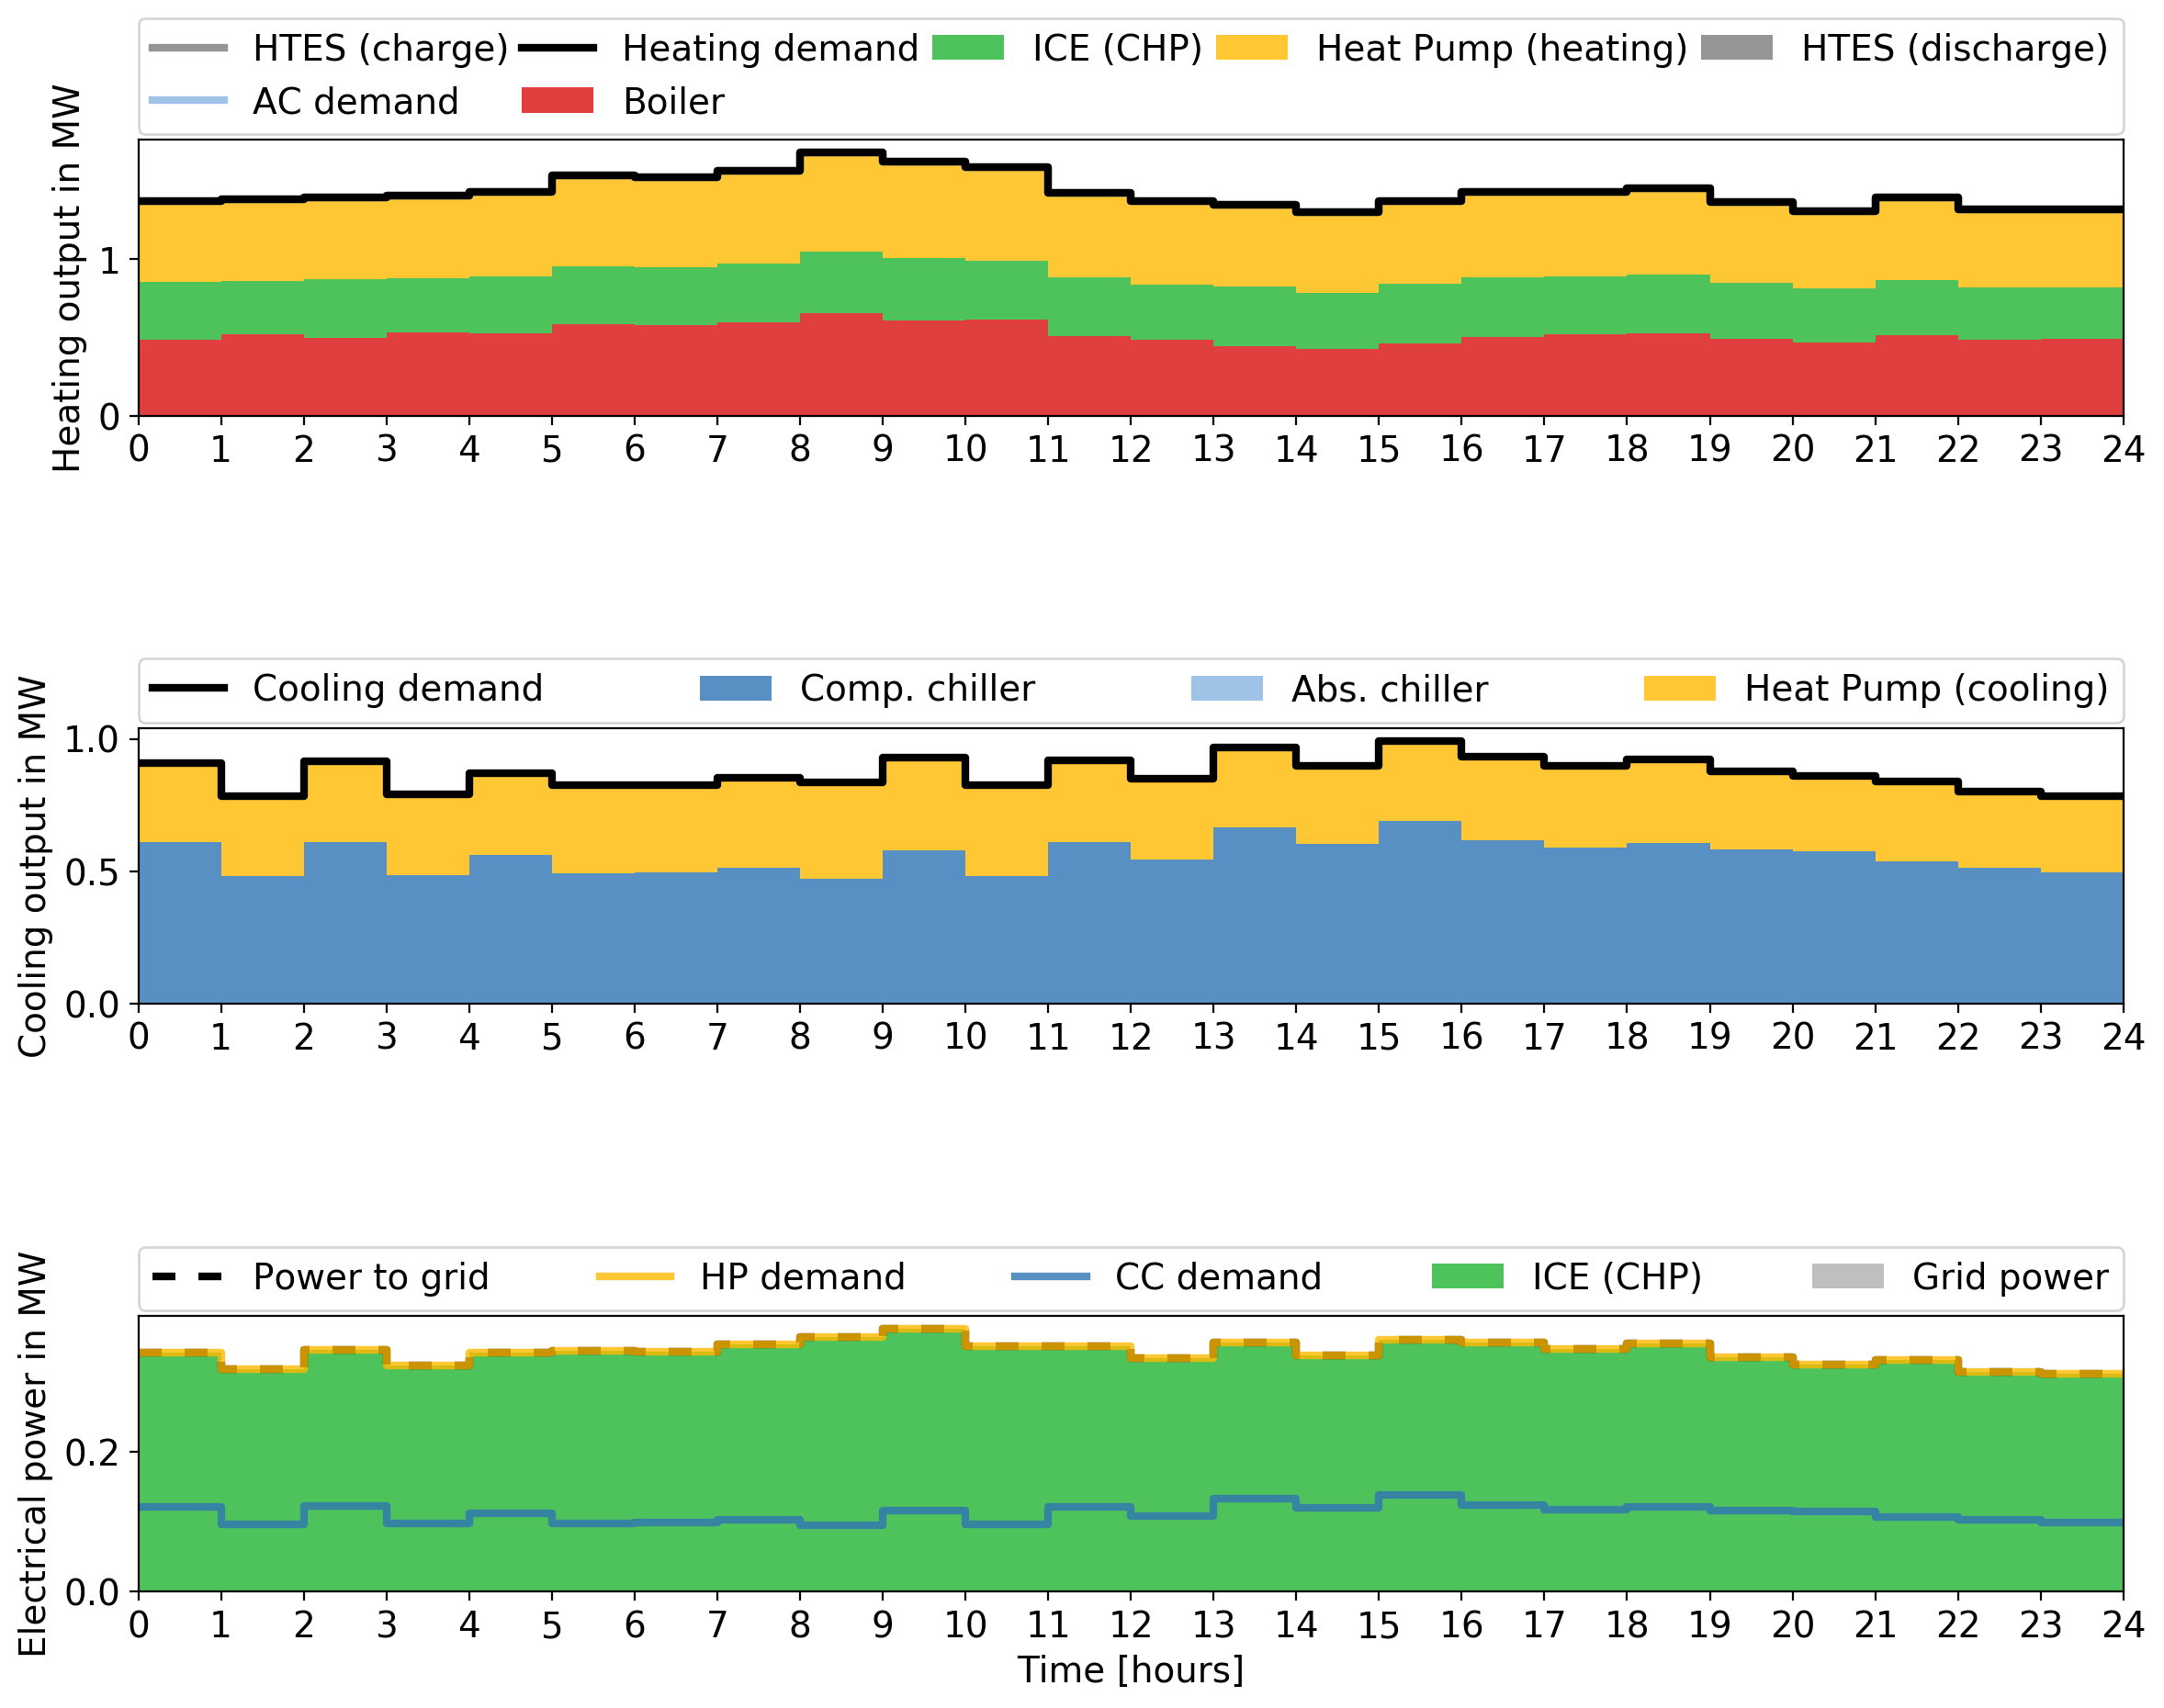 HTES (charge) Heating demand ICE (CHP) Heat Pump (heating) HTES (discharge)
AC demand Boiler
Heating output in MW
1
0
0 1 2 3 4 5 6 7 8 9 10 11 12 13 14 15 16 17 18 19 20 21 22 23 24
Cooling demand Comp. chiller Abs. chiller Heat Pump (cooling)
Cooling output in MW
1.0
0.5
0.0
0 1 2 3 4 5 6 7 8 9 10 11 12 13 14 15 16 17 18 19 20 21 22 23 24
Power to grid HP demand CC demand ICE (CHP) Grid power
Electrical power in MW
0.2
0.0
0 1 2 3 4 5 6 7 8 9 10 11 12 13 14 15 16 17 18 19 20 21 22 23 24
Time [hours]